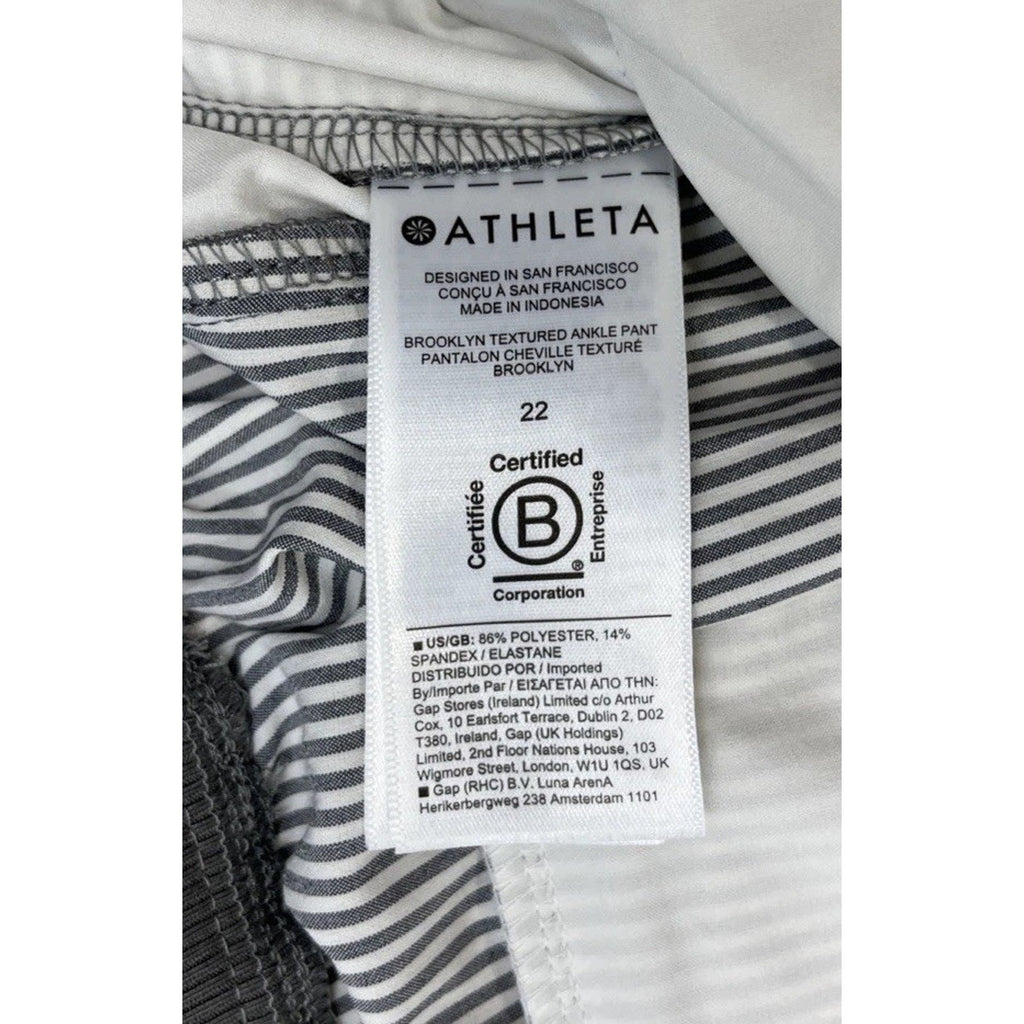 ATHLETA
DESIGNED IN SAN FRANCISCO
CONÇU À SAN FRANCISCO
MADE IN INDONESIA
BROOKLYN TEXTURED ANKLE PANT
PANTALON CHEVILLE TEXTURÉ
BROOKLYN
22
Certified
Certifiée
B
Entreprise
®
Corporation
■ US/GB: 86% POLYESTER, 14%
SPANDEX / ELASTANE
DISTRIBUIDO POR / Imported
By/Importe Par / ΕΙΣΑΓΕΤΑΙ ΑΠΟ ΤΗΝ:
Gap Stores (Ireland) Limited c/o Arthur
Cox, 10 Earlsfort Terrace, Dublin 2, D02
T380, Ireland, Gap (UK Holdings)
Limited, 2nd Floor Nations House, 103
Wigmore Street, London, W1U 1QS. UK
■ Gap (RHC) B.V. Luna ArenA
Herikerbergweg 238 Amsterdam 1101